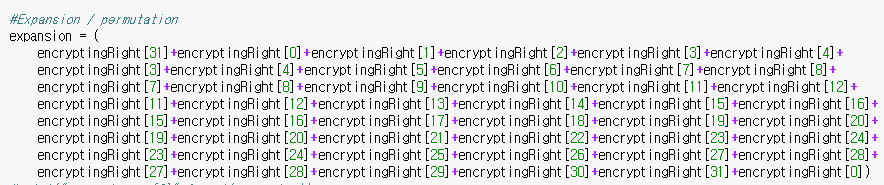 #Expansion / permutation
expansion = (
encryptingRight[31]+encryptingRight[0]+encryptingRight[1]+encryptingRight[2]+encryptingRight[3]+encryptingRight[4]+
encryptingRight[3]+encryptingRight[4]+encryptingRight[5]+encryptingRight[6]+encryptingRight[7]+encryptingRight[8]+
encryptingRight[7]+encryptingRight[8]+encryptingRight[9]+encryptingRight[10]+encryptingRight[11]+encryptingRight[12]+
encryptingRight[11]+encryptingRight[12]+encryptingRight[13]+encryptingRight[14]+encryptingRight[15]+encryptingRight[16]+
encryptingRight[15]+encryptingRight[16]+encryptingRight[17]+encryptingRight[18]+encryptingRight[19]+encryptingRight[20]+
encryptingRight[19]+encryptingRight[20]+encryptingRight[21]+encryptingRight[22]+encryptingRight[23]+encryptingRight[24]+
encryptingRight[23]+encryptingRight[24]+encryptingRight[25]+encryptingRight[26]+encryptingRight[27]+encryptingRight[28]+
encryptingRight[27]+encryptingRight[28]+encryptingRight[29]+encryptingRight[30]+encryptingRight[31]+encryptingRight[0])